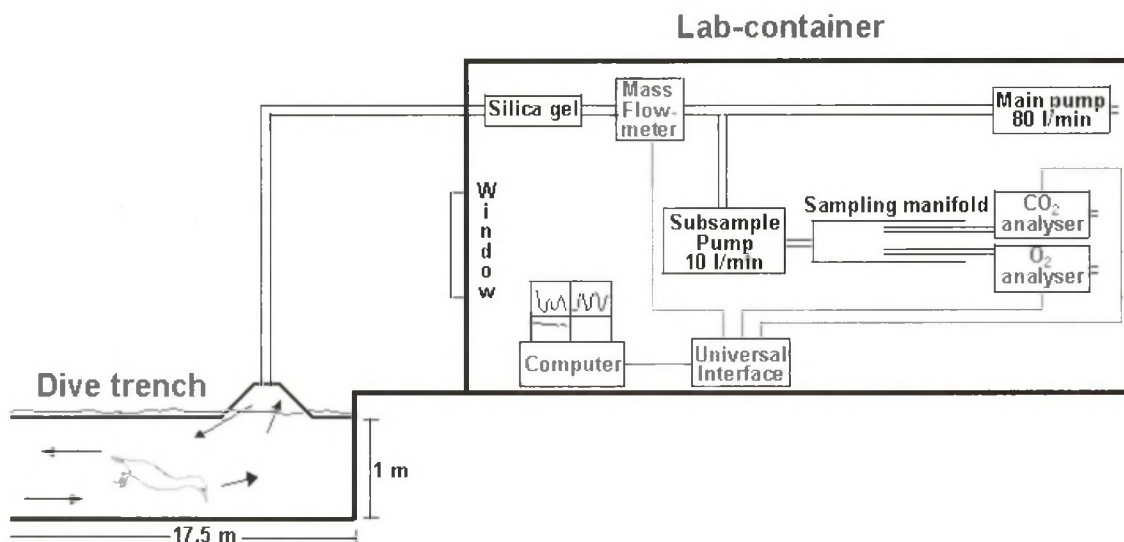 Lab-container
Silica gel
Mass
Flow-
meter
Main pump
80 l/min
Window
Subsample
Pump
10 l/min
Sampling manifold
CO₂
analyser
O₂
analyser
Computer
Universal
Interface
Dive trench
1 m
17.5 m